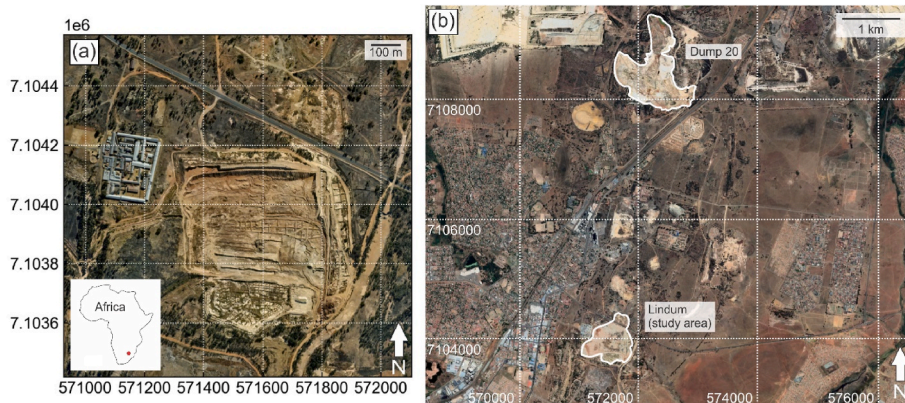 1e6
(a)
100 m
7.1044
7.1042
7.1040
7.1038
7.1036
Africa
N
571000 571200 571400 571600 571800 572000
(b)
1 km
Dump 20
7108000
7106000
Lindum
(study area)
7104000
570000 572000 574000 576000
N